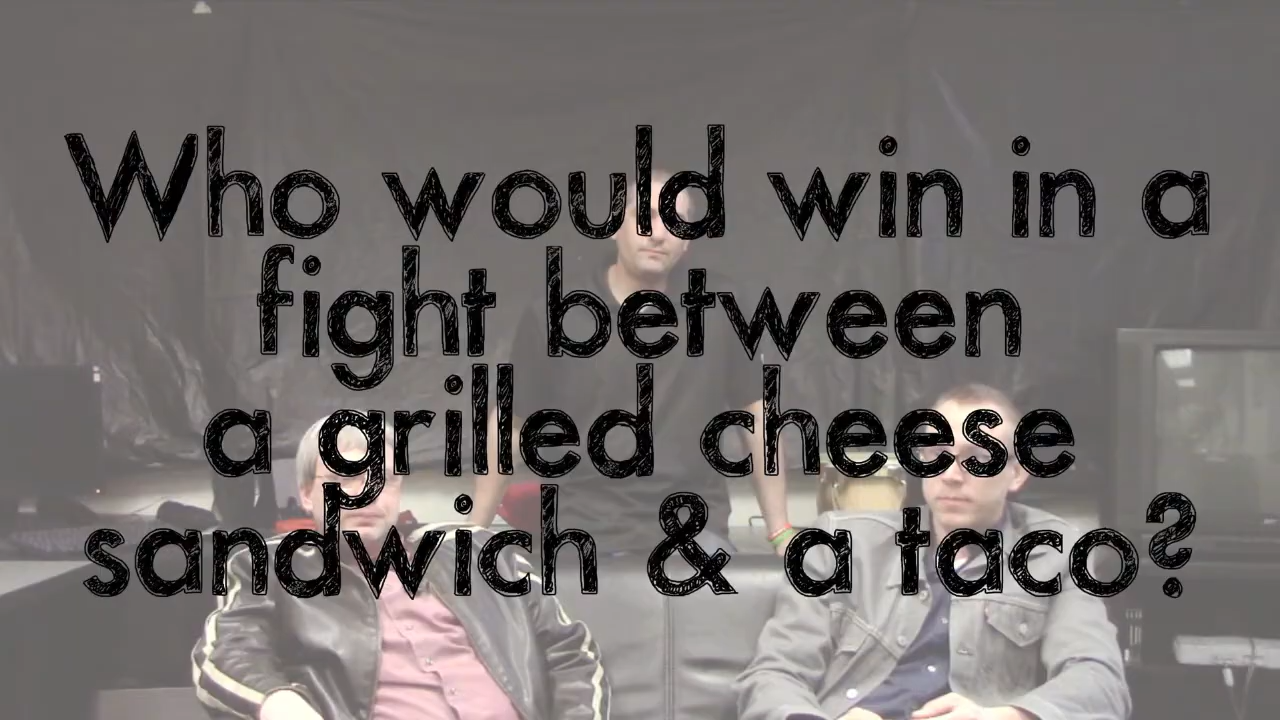 Who would win in a
fight between
a grilled cheese
sandwich & a taco?